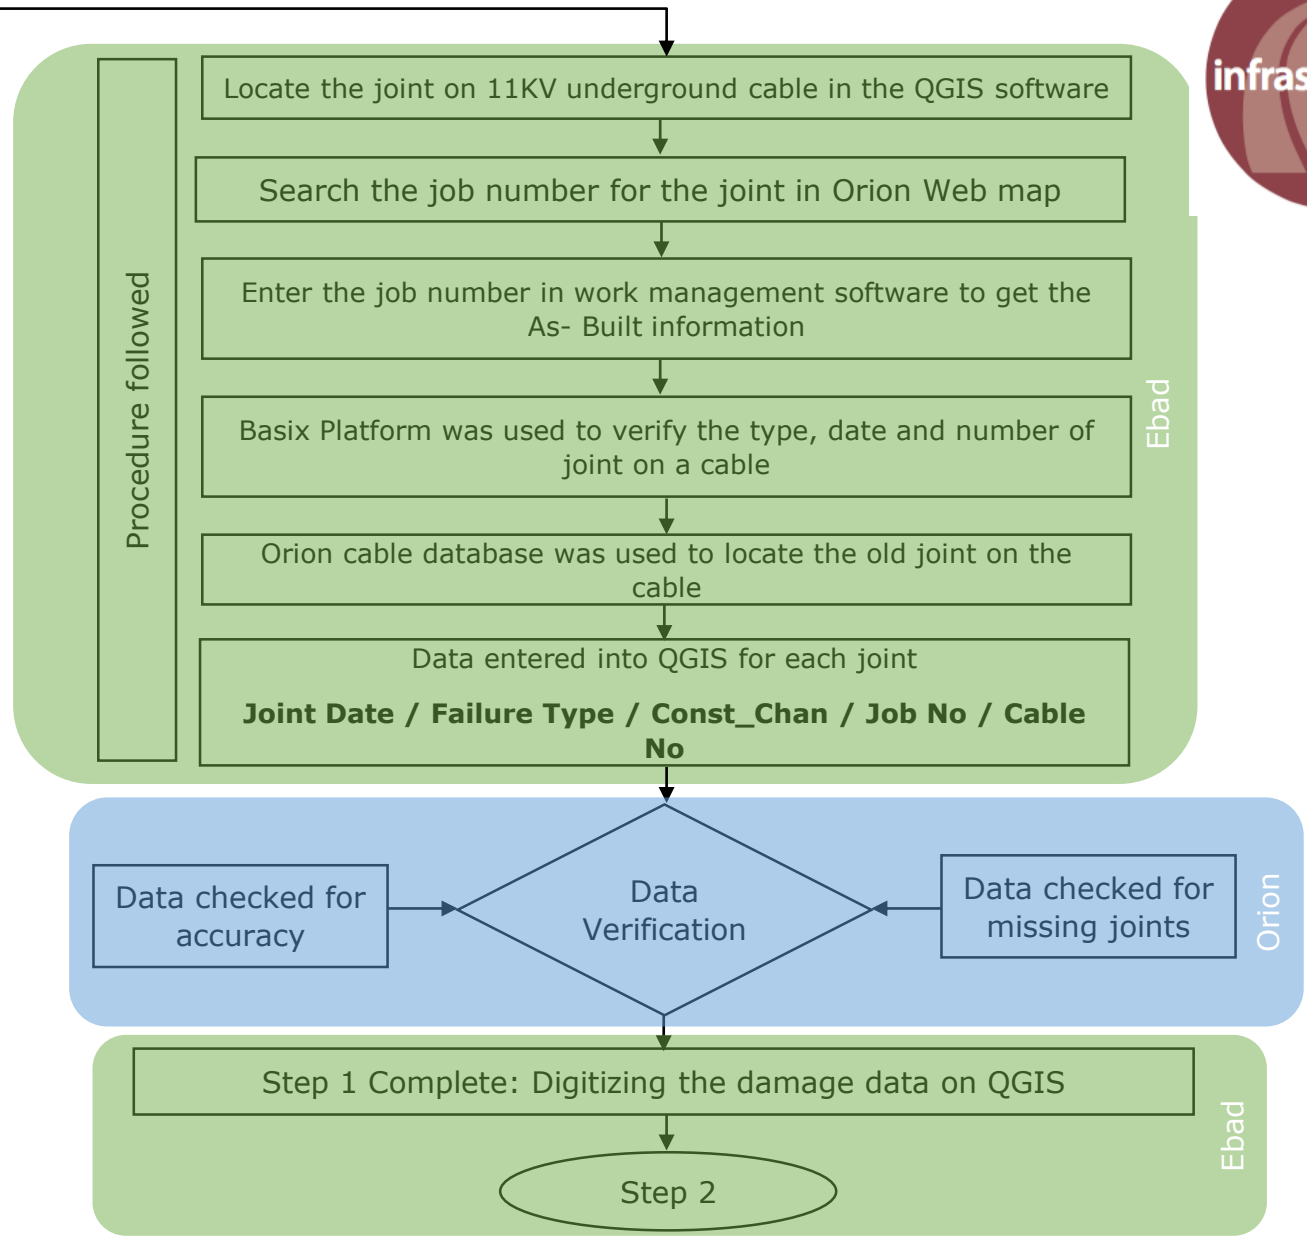 infras
Locate the joint on 11KV underground cable in the QGIS software
Search the job number for the joint in Orion Web map
Enter the job number in work management software to get the
As- Built information
Basix Platform was used to verify the type, date and number of
joint on a cable
Orion cable database was used to locate the old joint on the
cable
Data entered into QGIS for each joint
Joint Date / Failure Type / Const_Chan / Job No / Cable
No
Procedure followed
Ebad
Data checked for
accuracy
Data
Verification
Data checked for
missing joints
Orion
Step 1 Complete: Digitizing the damage data on QGIS
Step 2
Ebad